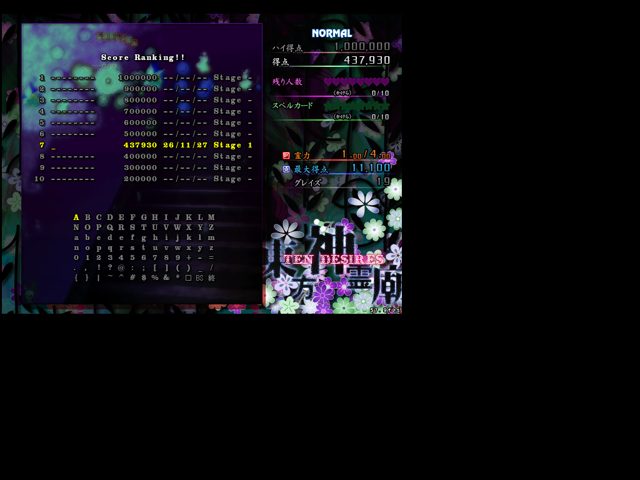 Score Ranking!!
1 -------- 1000000 --/--/-- Stage -
2 -------- 900000 --/--/-- Stage -
3 -------- 800000 --/--/-- Stage -
4 -------- 700000 --/--/-- Stage -
5 -------- 600000 --/--/-- Stage -
6 -------- 500000 --/--/-- Stage -
7 _ 437930 26/11/27 Stage 1
8 -------- 400000 --/--/-- Stage -
9 -------- 300000 --/--/-- Stage -
10 -------- 200000 --/--/-- Stage -
A B C D E F G H I J K L M
N O P Q R S T U V W X Y Z
a b c d e f g h i j k l m
n o p q r s t u v w x y z
0 1 2 3 4 5 6 7 8 9 + - =
. , ! ? @ : ; [ ] ( ) _ /
{ } | ~ ^ # $ % & * □ BS 終
NORMAL
ハイ得点 1,000,000
得点 437,930
残り人数
0/10
スペルカード
0/10
霊力 1.00/4.00
最大得点 11,100
グレイズ 19
東方神霊廟
TEN DESIRES